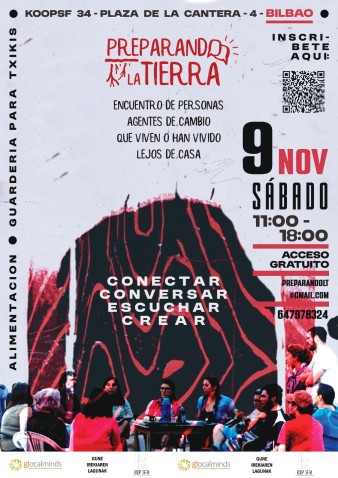 KOOPSF 34 - PLAZA DE LA CANTERA - 4 - BILBAO
ALIMENTACION ● GUARDERIA PARA TXIKIS
INSCRI-
BETE
AQUI:
PREPARANDO
LA TIERRA
ENCUENTRO DE PERSONAS
AGENTES DE CAMBIO
QUE VIVEN O HAN VIVIDO
LEJOS DE CASA
9 NOV
SÁBADO
11:00 -
18:00
ACCESO
GRATUITO
PREPARANDOLT
@GMAIL.COM
647978324
CONECTAR
CONVERSAR
ESCUCHAR
CREAR
glocalminds
GUNE
IREKIAREN
LAGUNAK
glocalminds
GUNE
IREKIAREN
LAGUNAK